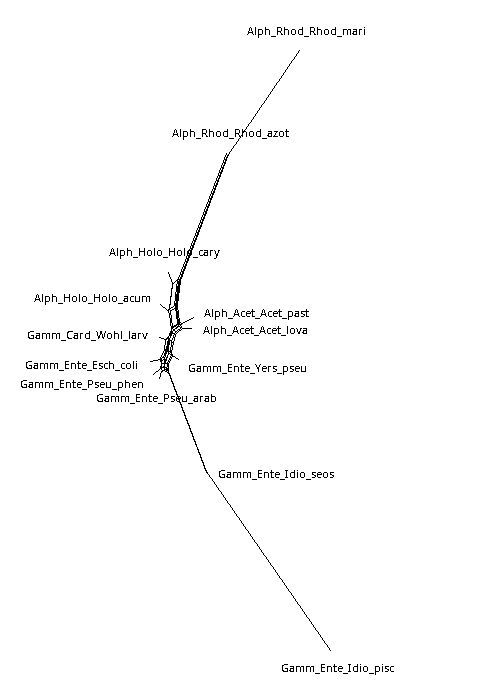 Alph_Rhod_Rhod_mari
Alph_Rhod_Rhod_azot
Alph_Holo_Holo_cary
Alph_Holo_Holo_acum
Alph_Acet_Acet_past
Alph_Acet_Acet_lova
Gamm_Card_Wohl_larv
Gamm_Ente_Esch_coli
Gamm_Ente_Yers_pseu
Gamm_Ente_Pseu_phen
Gamm_Ente_Pseu_arab
Gamm_Ente_Idio_seos
Gamm_Ente_Idio_pisc